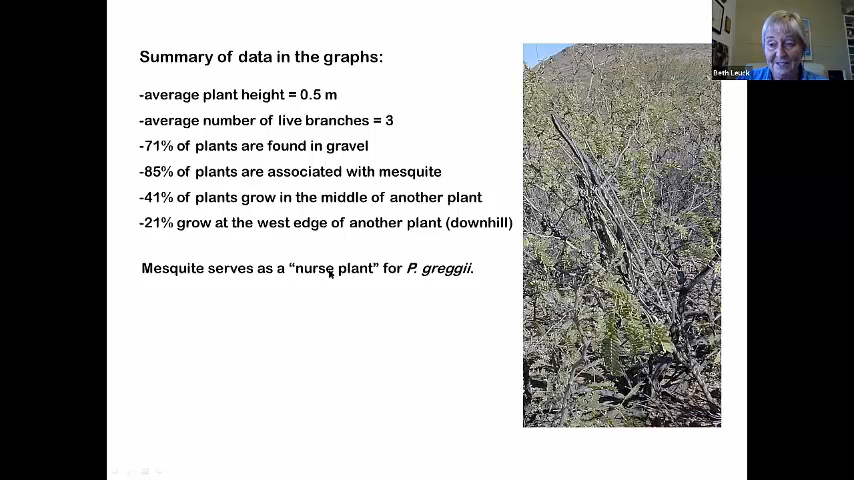 Summary of data in the graphs:
-average plant height = 0.5 m
-average number of live branches = 3
-71% of plants are found in gravel
-85% of plants are associated with mesquite
-41% of plants grow in the middle of another plant
-21% grow at the west edge of another plant (downhill)
Mesquite serves as a “nurse plant” for P. greggii.
Beth Leuck